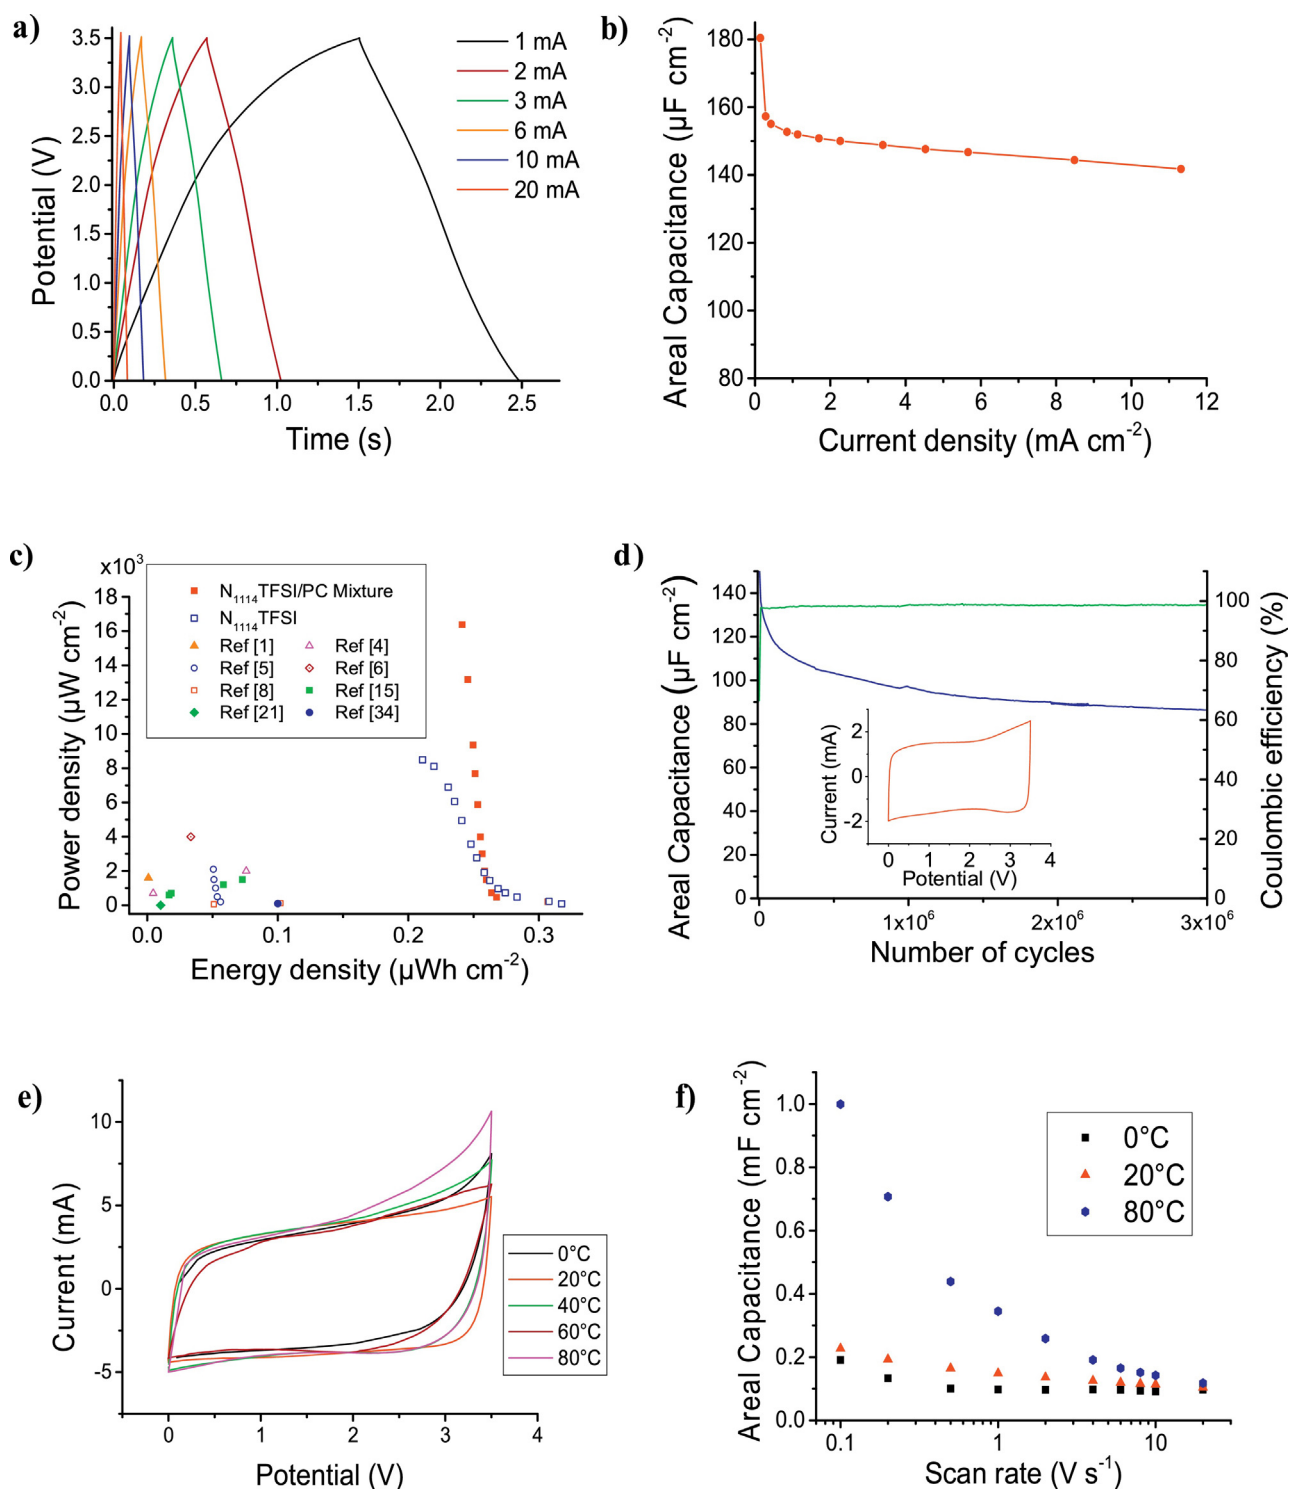 a)
3.5
3.0
2.5
2.0
1.5
1.0
0.5
0.0
Potential (V)
0.0 0.5 1.0 1.5 2.0 2.5
Time (s)
1 mA
2 mA
3 mA
6 mA
10 mA
20 mA
b)
180
160
140
120
100
80
Areal Capacitance (µF cm⁻²)
0 2 4 6 8 10 12
Current density (mA cm⁻²)
c)
x10³
18
16
14
12
10
8
6
4
2
0
Power density (µW cm⁻²)
N₁₁₁₄TFSI/PC Mixture
N₁₁₁₄TFSI
Ref [1] Ref [4]
Ref [5] Ref [6]
Ref [8] Ref [15]
Ref [21] Ref [34]
0.0 0.1 0.2 0.3
Energy density (µWh cm⁻²)
d)
140
120
100
80
60
40
20
0
Areal Capacitance (µF cm⁻²)
100
80
60
40
20
0
Coulombic efficiency (%)
2
0
-2
Current (mA)
0 1 2 3 4
Potential (V)
0 1x10⁶ 2x10⁶ 3x10⁶
Number of cycles
e)
10
5
0
-5
Current (mA)
0°C
20°C
40°C
60°C
80°C
0 1 2 3 4
Potential (V)
f)
1.0
0.8
0.6
0.4
0.2
0.0
Areal Capacitance (mF cm⁻²)
0°C
20°C
80°C
0.1 1 10
Scan rate (V s⁻¹)